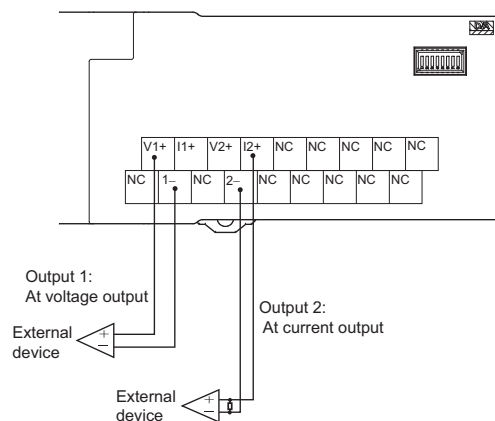 D/A
V1+ I1+ V2+ I2+ NC NC NC NC NC
NC 1– NC 2– NC NC NC NC NC
Output 1:
At voltage output
External
device
+
–
Output 2:
At current output
External
device
+
–